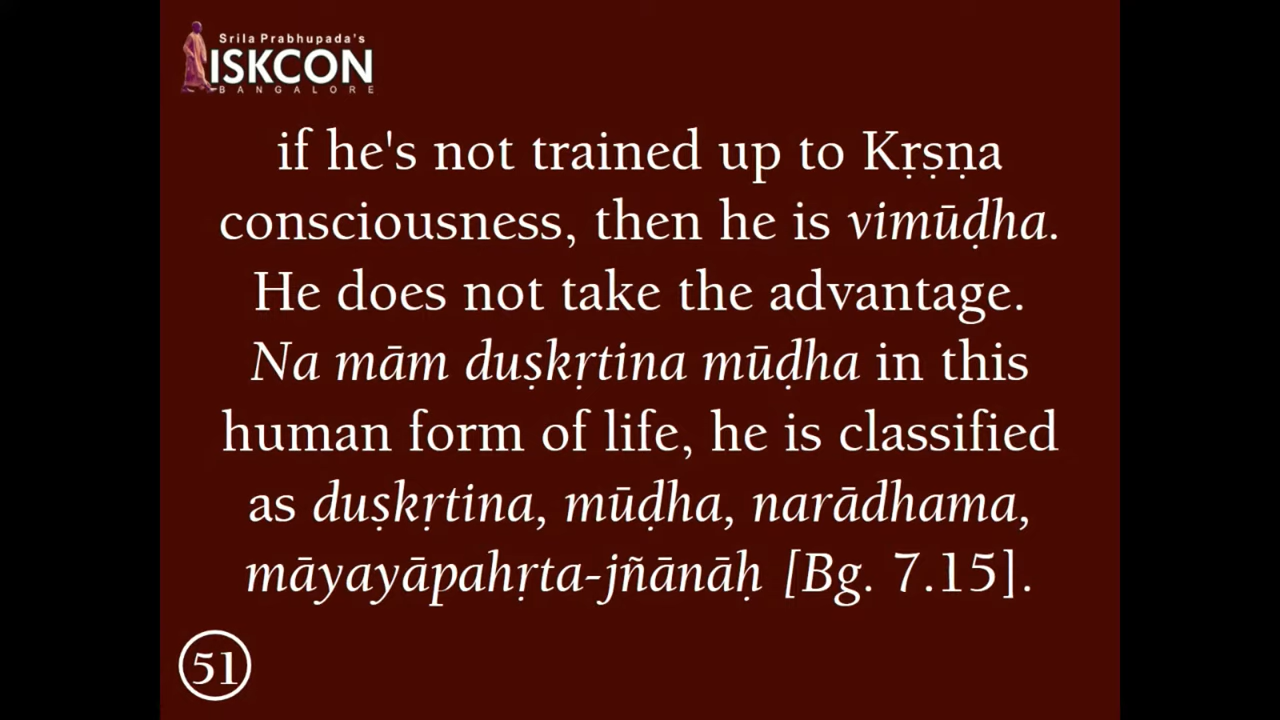 Srila Prabhupada's
ISKCON
BANGALORE
if he's not trained up to Kṛṣṇa
consciousness, then he is vimūḍha.
He does not take the advantage.
Na mām duṣkṛtina mūḍha in this
human form of life, he is classified
as duṣkṛtina, mūḍha, narādhama,
māyayāpahṛta-jñānāḥ [Bg. 7.15].
51